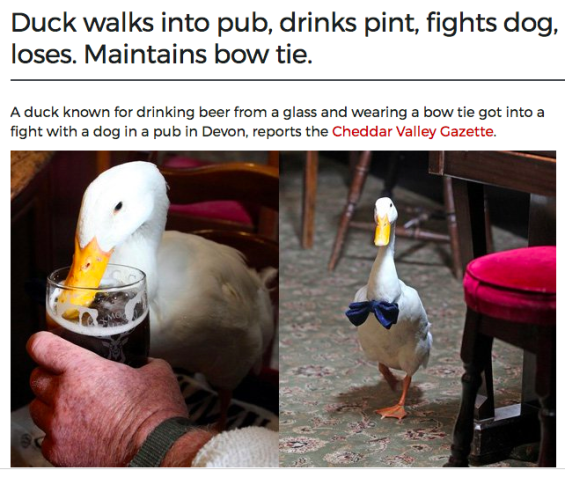 Duck walks into pub, drinks pint, fights dog,
loses. Maintains bow tie.
A duck known for drinking beer from a glass and wearing a bow tie got into a
fight with a dog in a pub in Devon, reports the Cheddar Valley Gazette.